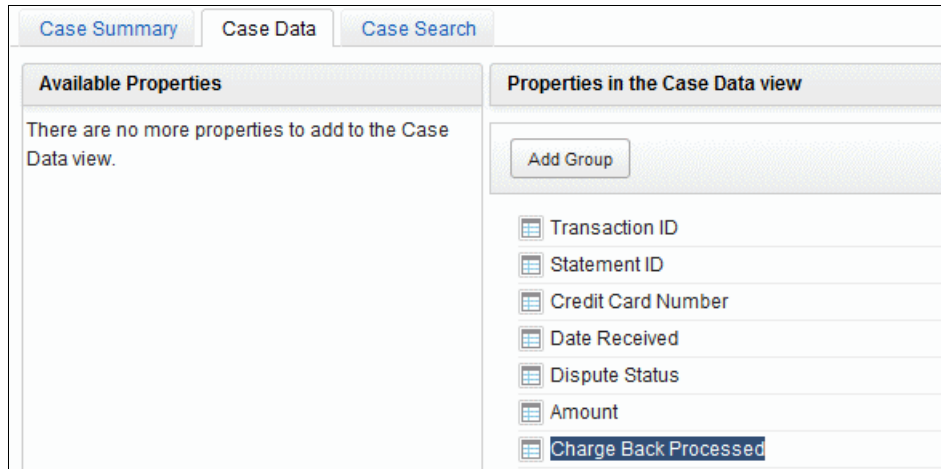 Case Summary
Case Data
Case Search
Available Properties
There are no more properties to add to the Case
Data view.
Properties in the Case Data view
Add Group
Transaction ID
Statement ID
Credit Card Number
Date Received
Dispute Status
Amount
Charge Back Processed